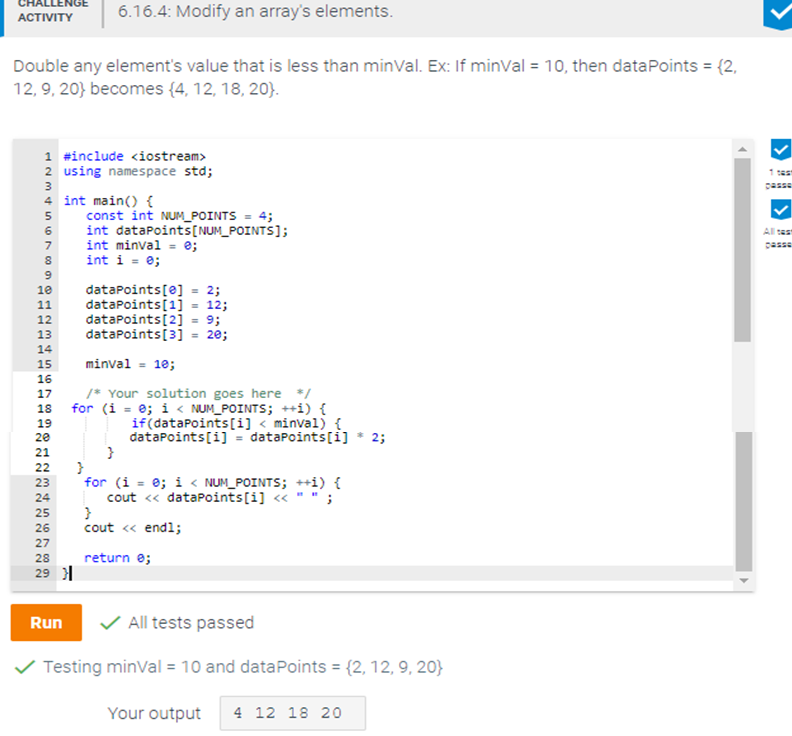 CHALLENGE
ACTIVITY
6.16.4: Modify an array's elements.
Double any element's value that is less than minVal. Ex: If minVal = 10, then dataPoints = {2,
12, 9, 20} becomes {4, 12, 18, 20}.
1 #include <iostream>
2 using namespace std;
3
4 int main() {
5    const int NUM_POINTS = 4;
6    int dataPoints[NUM_POINTS];
7    int minVal = 0;
8    int i = 0;
9
10    dataPoints[0] = 2;
11    dataPoints[1] = 12;
12    dataPoints[2] = 9;
13    dataPoints[3] = 20;
14
15    minVal = 10;
16
17    /* Your solution goes here  */
18  for (i = 0; i < NUM_POINTS; ++i) {
19          if(dataPoints[i] < minVal) {
20          dataPoints[i] = dataPoints[i] * 2;
21       }
22   }
23    for (i = 0; i < NUM_POINTS; ++i) {
24       cout << dataPoints[i] << " " ;
25    }
26    cout << endl;
27
28    return 0;
29 }
1 tes
passe
All tes
passe
Run
All tests passed
Testing minVal = 10 and dataPoints = {2, 12, 9, 20}
Your output
4 12 18 20